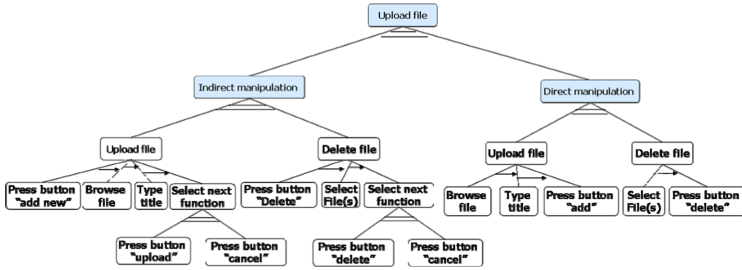 Upload file
Indirect manipulation
Direct manipulation
Upload file
Delete file
Upload file
Delete file
Press button
“add new”
Browse
file
Type
title
Select next
function
Press button
“Delete”
Select
File(s)
Select next
function
Browse
file
Type
title
Press button
“add”
Select
File(s)
Press button
“delete”
Press button
“upload”
Press button
“cancel”
Press button
“delete”
Press button
“cancel”